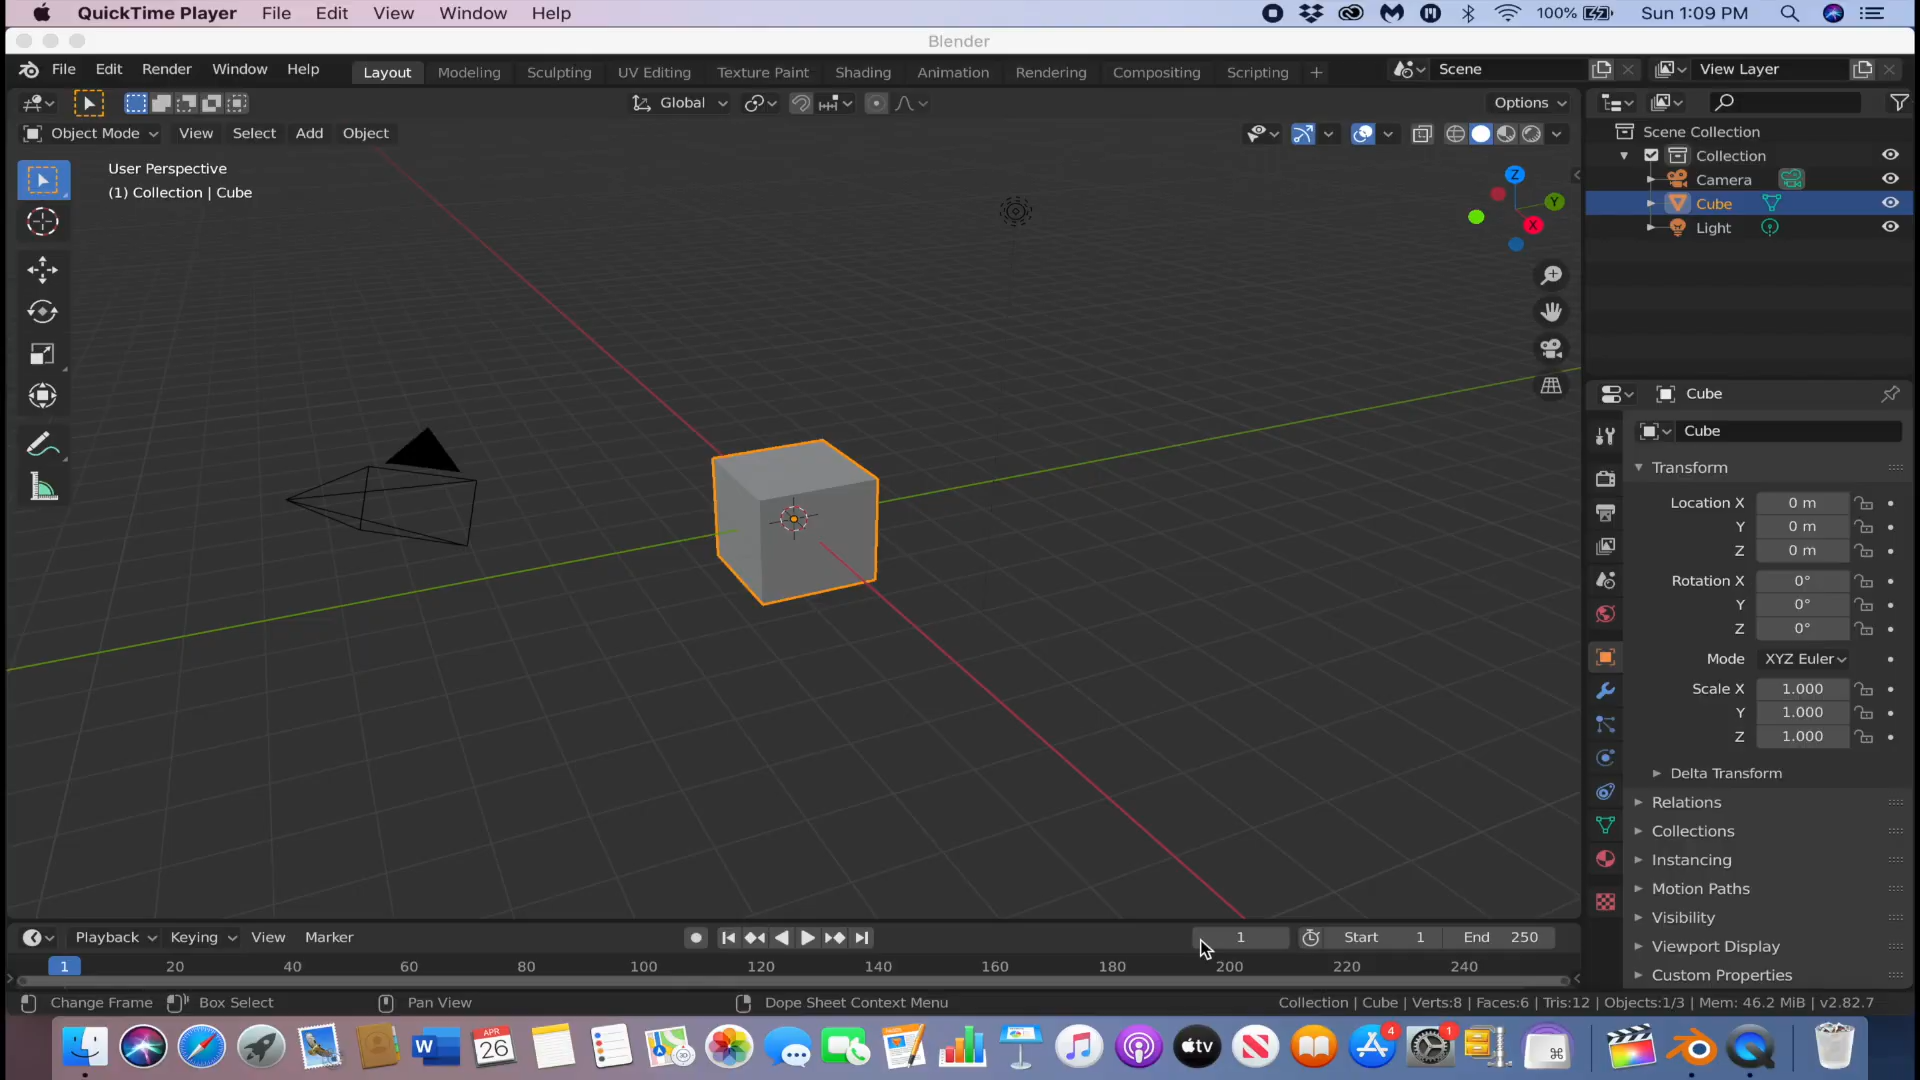 QuickTime Player File Edit View Window Help 100% Sun 1:09 PM
Blender
File Edit Render Window Help Layout Modeling Sculpting UV Editing Texture Paint Shading Animation Rendering Compositing Scripting + Scene View Layer
Global Options
Object Mode View Select Add Object
User Perspective
(1) Collection | Cube
Z
Y
X
Scene Collection
Collection
Camera
Cube
Light
Cube
Cube
Transform
Location X 0 m
Y 0 m
Z 0 m
Rotation X 0°
Y 0°
Z 0°
Mode XYZ Euler
Scale X 1.000
Y 1.000
Z 1.000
Delta Transform
Relations
Collections
Instancing
Motion Paths
Visibility
Viewport Display
Custom Properties
Playback Keying View Marker 1 Start 1 End 250
1 20 40 60 80 100 120 140 160 180 200 220 240
Change Frame Box Select Pan View Dope Sheet Context Menu Collection | Cube | Verts:8 | Faces:6 | Tris:12 | Objects:1/3 | Mem: 46.2 MiB | v2.82.7
W APR 26 tv 4 1 ⌘